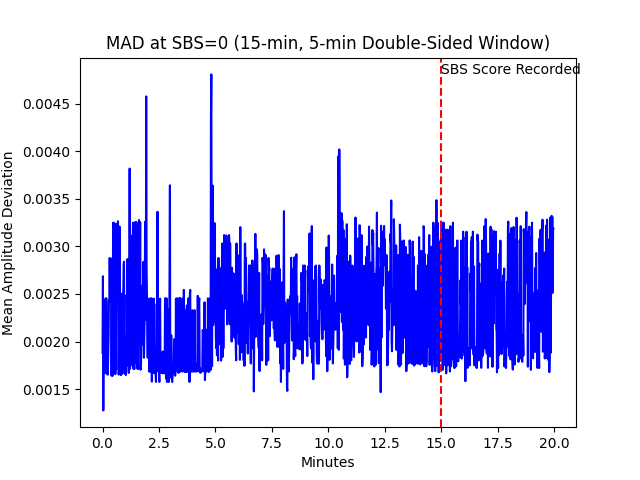 MAD at SBS=0 (15-min, 5-min Double-Sided Window)
SBS Score Recorded
Mean Amplitude Deviation
0.0045
0.0040
0.0035
0.0030
0.0025
0.0020
0.0015
0.0 2.5 5.0 7.5 10.0 12.5 15.0 17.5 20.0
Minutes